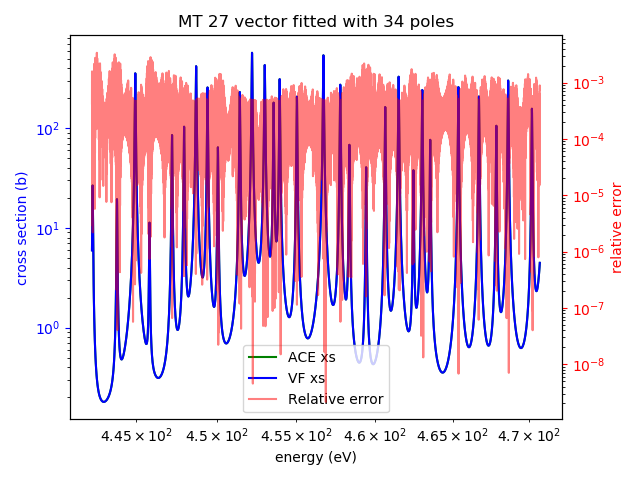 MT 27 vector fitted with 34 poles
cross section (b)
10²
10¹
10⁰
10⁻³
10⁻⁴
10⁻⁵
10⁻⁶
10⁻⁷
10⁻⁸
relative error
ACE xs
VF xs
Relative error
4.45 × 10² 4.5 × 10² 4.55 × 10² 4.6 × 10² 4.65 × 10² 4.7 × 10²
energy (eV)